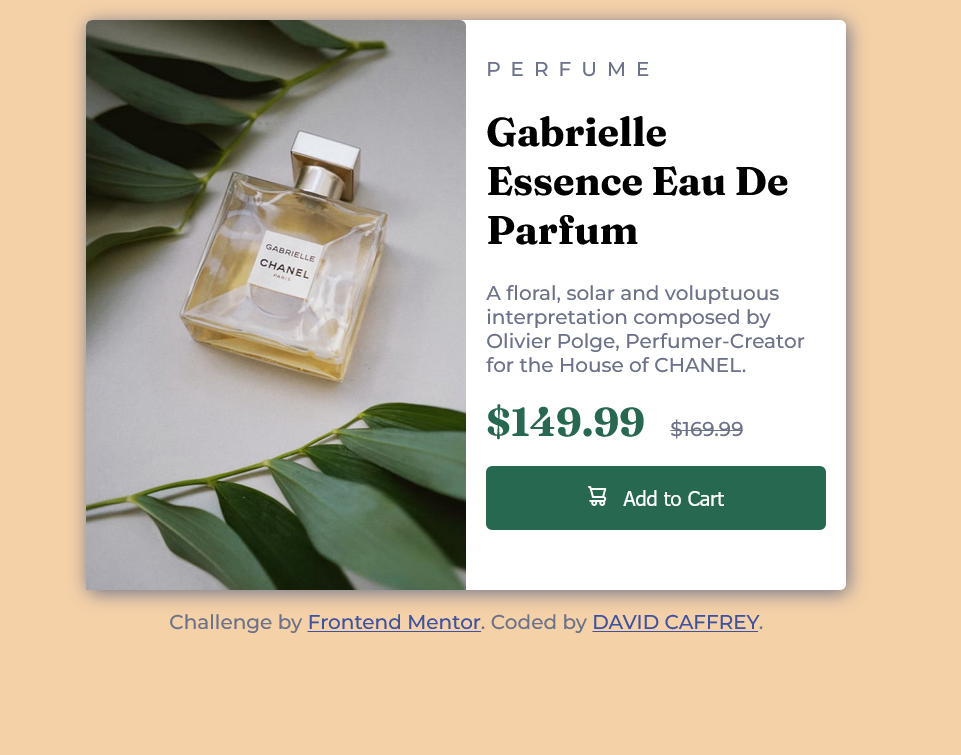 PERFUME
Gabrielle
Essence Eau De
Parfum
GABRIELLE
CHANEL
PARIS
A floral, solar and voluptuous
interpretation composed by
Olivier Polge, Perfumer-Creator
for the House of CHANEL.
$149.99 $169.99
Add to Cart
Challenge by Frontend Mentor. Coded by DAVID CAFFREY.